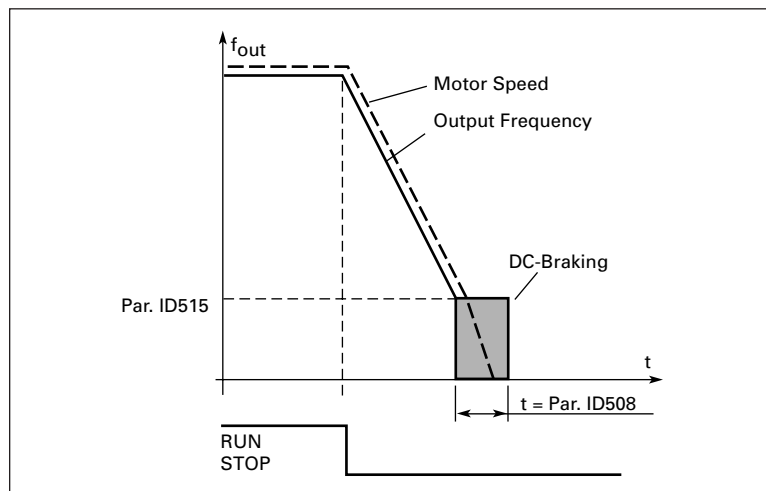 fout
Motor Speed
Output Frequency
DC-Braking
Par. ID515
t
t = Par. ID508
RUN
STOP